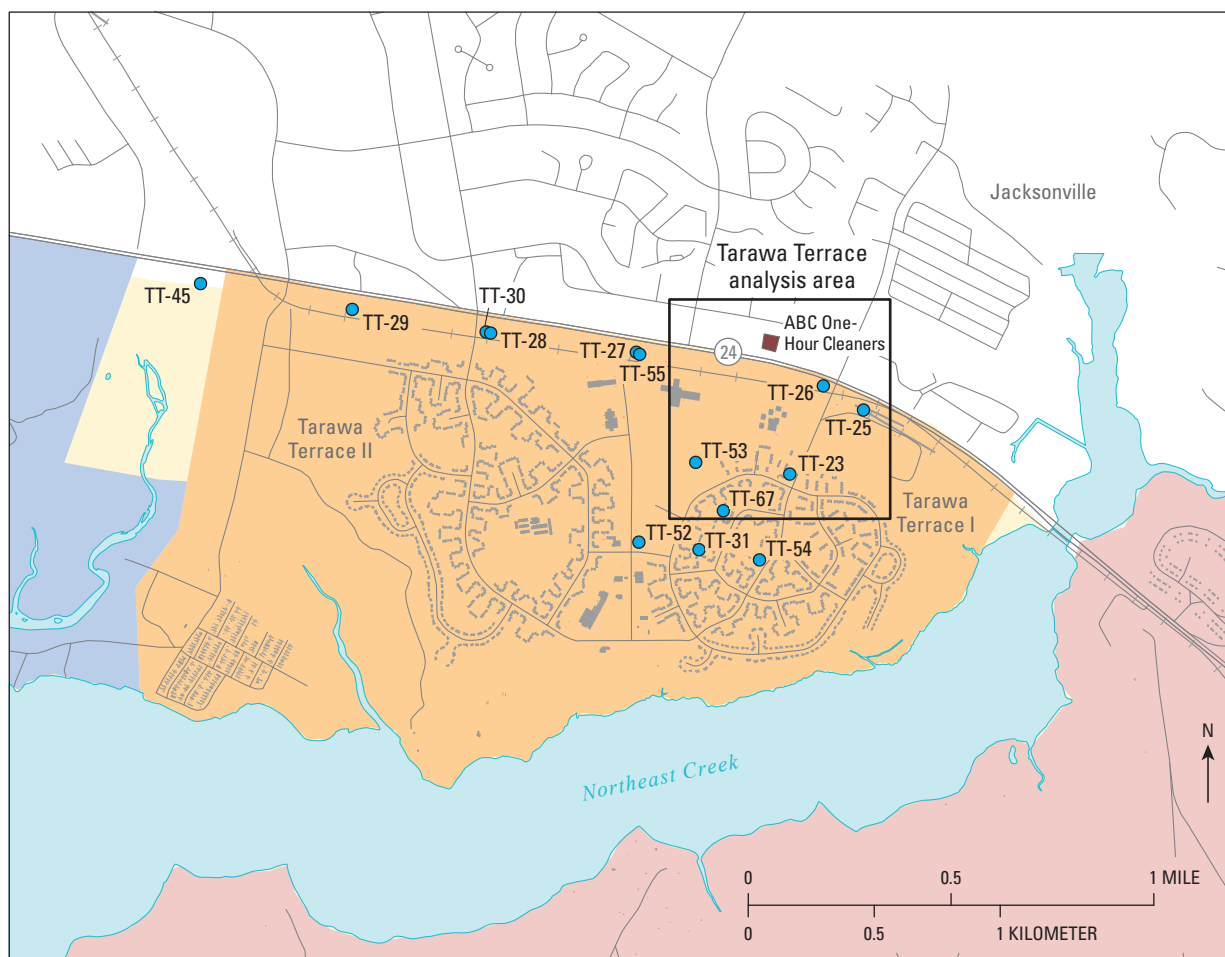 Jacksonville
Tarawa Terrace
analysis area
TT-45
TT-30
TT-29
TT-28
ABC One-
Hour Cleaners
24
TT-27
TT-55
TT-26
TT-25
Tarawa
Terrace II
TT-53
TT-23
TT-67
Tarawa
Terrace I
TT-52
TT-31
TT-54
N
Northeast Creek
0 0.5 1 MILE
0 0.5 1 KILOMETER